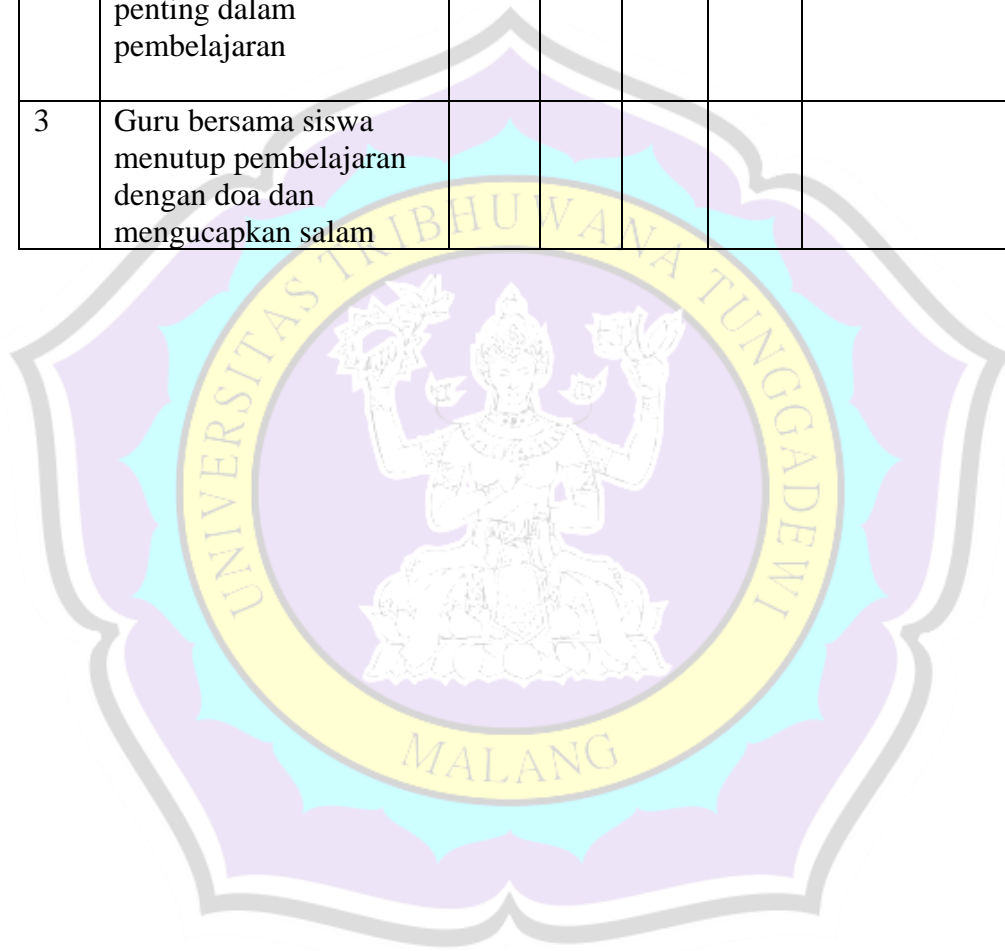 penting dalam
pembelajaran
3 Guru bersama siswa
menutup pembelajaran
dengan doa dan
mengucapkan salam
UNIVERSITAS TRIBHUWANA TUNGGADEWI
MALANG